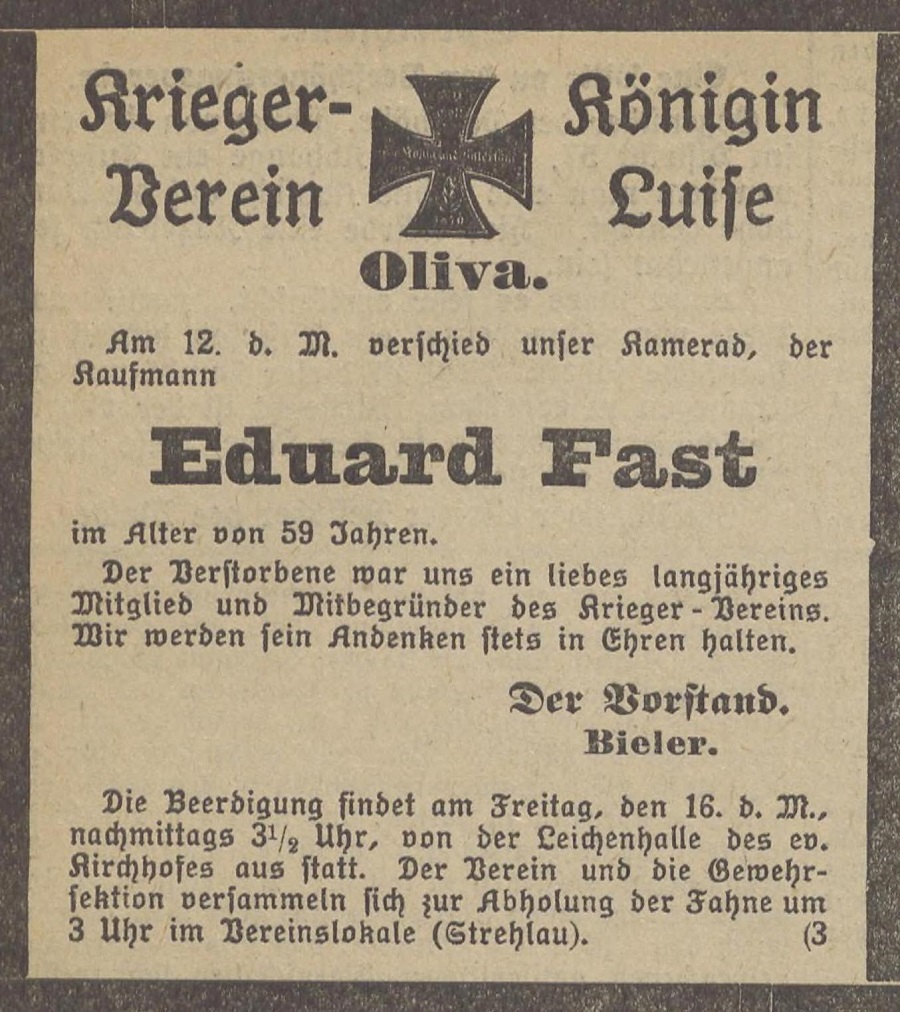 Krieger-
Verein
Königin
Luiſe
Oliva.
Am 12. d. M. verſchied unſer Kamerad, der
Kaufmann
Eduard Fast
im Alter von 59 Jahren.
Der Verſtorbene war uns ein liebes langjähriges
Mitglied und Mitbegründer des Krieger-Vereins.
Wir werden ſein Andenken ſtets in Ehren halten.
Der Vorſtand.
Bieler.
Die Beerdigung findet am Freitag, den 16. d. M.,
nachmittags 3½ Uhr, von der Leichenhalle des ev.
Kirchhofes aus ſtatt. Der Verein und die Gewehr-
ſektion verſammeln ſich zur Abholung der Fahne um
3 Uhr im Vereinslokale (Strehlau). (3